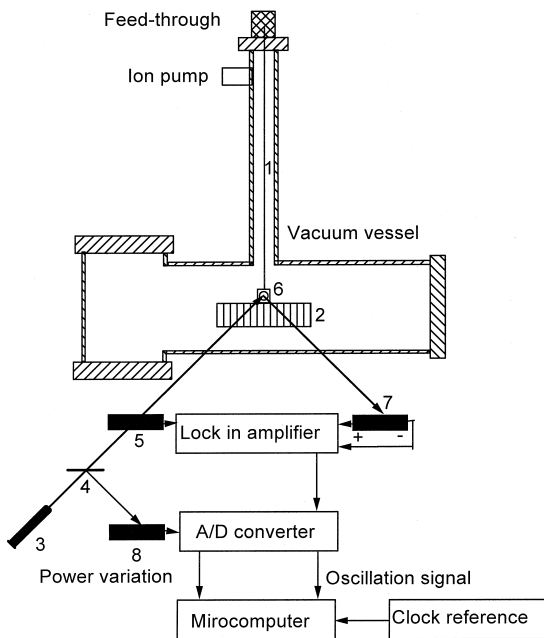 Feed-through
Ion pump
1
Vacuum vessel
6
2
7
5
Lock in amplifier
+ -
4
3
8
A/D converter
Power variation
Oscillation signal
Mirocomputer
Clock reference